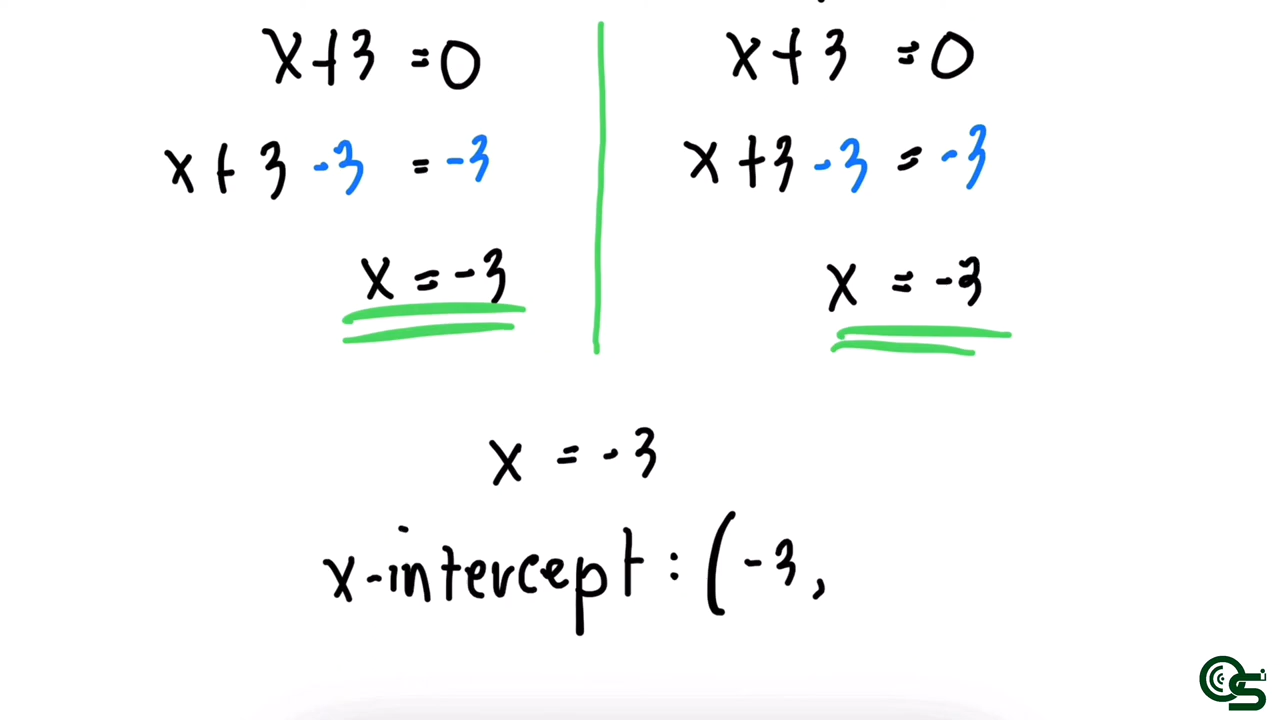 x+3 =0
x+3 =0
x+3 -3 = -3
x+3 -3 = -3
x = -3
x = -3
x = -3
x-intercept : (-3,